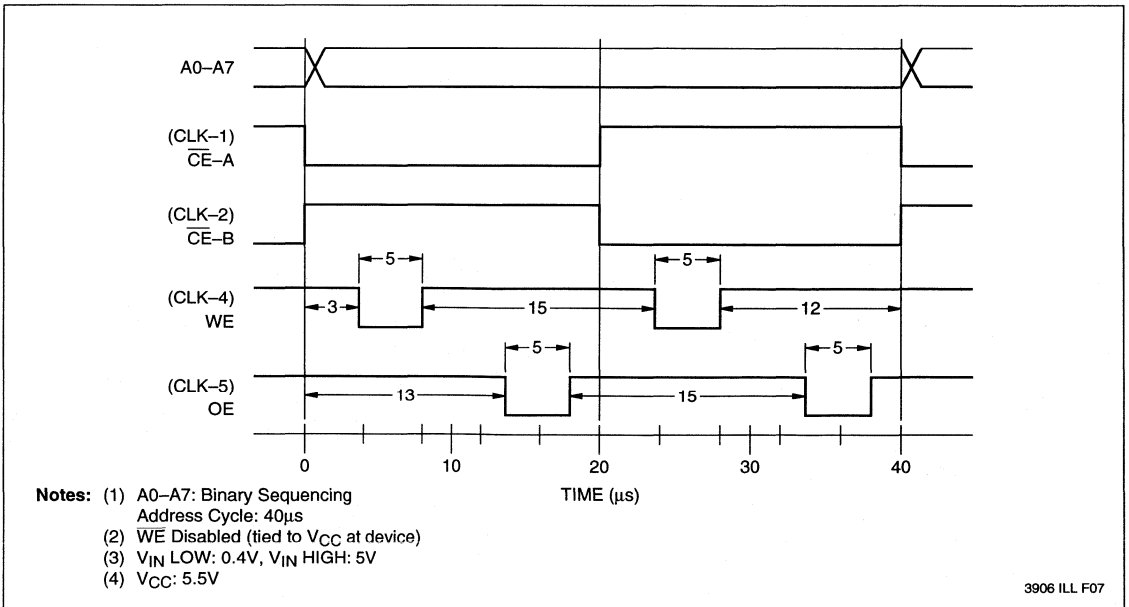 A0–A7
(CLK–1)
C̅E̅–A
(CLK–2)
C̅E̅–B
5
5
(CLK–4)
WE
3
15
12
5
5
(CLK–5)
OE
13
15
0
10
20
30
40
TIME (μs)
Notes: (1) A0–A7: Binary Sequencing
Address Cycle: 40μs
(2) W̅E̅ Disabled (tied to VCC at device)
(3) VIN LOW: 0.4V, VIN HIGH: 5V
(4) VCC: 5.5V
3906 ILL F07